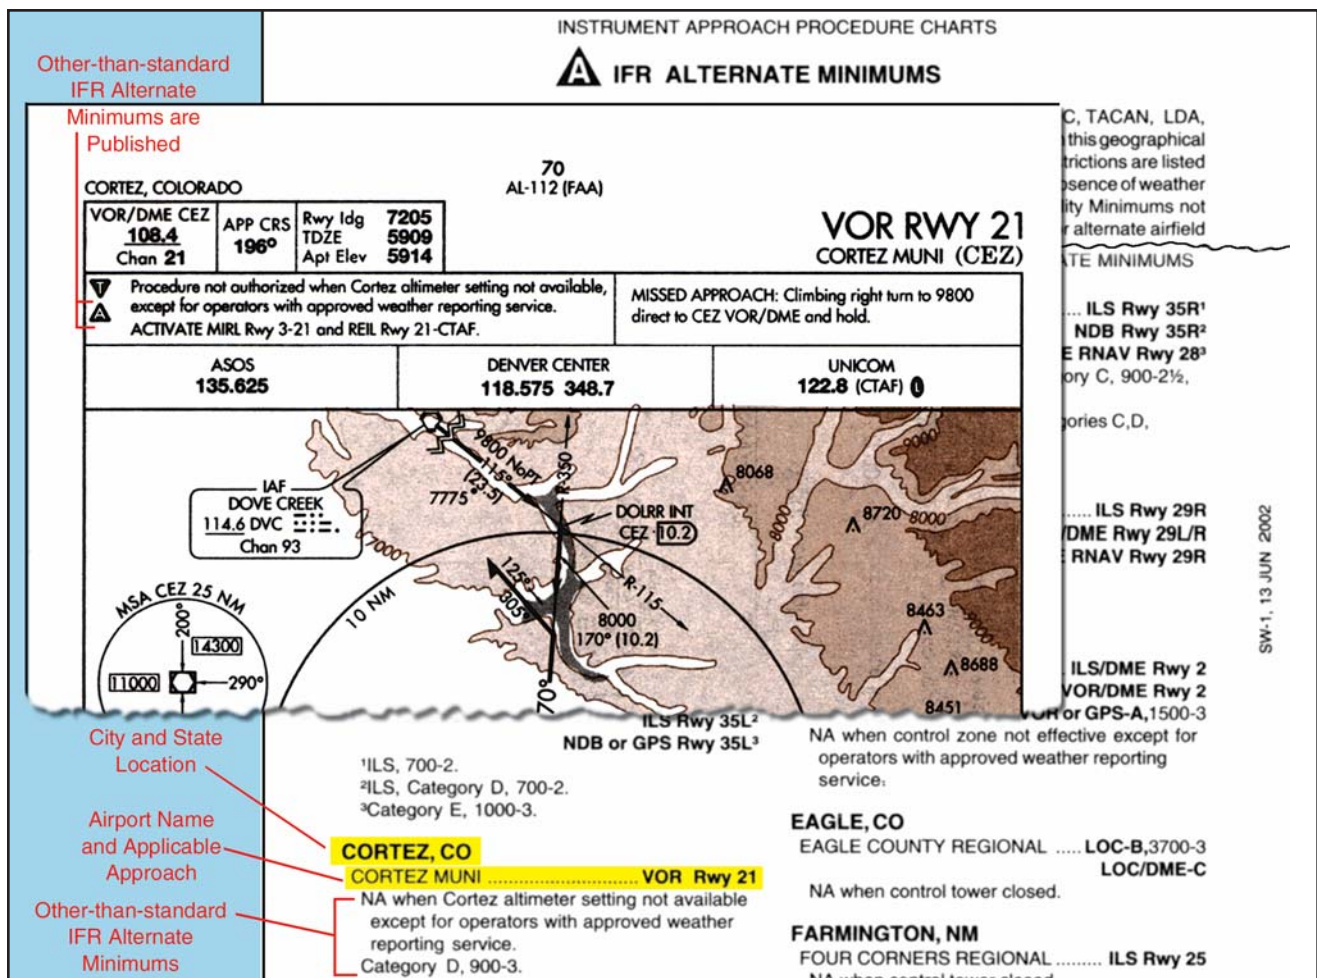 INSTRUMENT APPROACH PROCEDURE CHARTS
A IFR ALTERNATE MINIMUMS
Other-than-standard
IFR Alternate
Minimums are
Published
C, TACAN, LDA,
this geographical
trictions are listed
sence of weather
lity Minimums not
r alternate airfield
ATE MINIMUMS
ILS Rwy 35R¹
NDB Rwy 35R²
E RNAV Rwy 28³
ory C, 900-2½,
gories C,D,
ILS Rwy 29R
/DME Rwy 29L/R
RNAV Rwy 29R
ILS/DME Rwy 2
VOR/DME Rwy 2
VOR or GPS-A,1500-3
SW-1, 13 JUN 2002
70
AL-112 (FAA)
CORTEZ, COLORADO
VOR/DME CEZ
108.4
Chan 21
APP CRS
196°
Rwy ldg 7205
TDZE 5909
Apt Elev 5914
VOR RWY 21
CORTEZ MUNI (CEZ)
T
A
Procedure not authorized when Cortez altimeter setting not available,
except for operators with approved weather reporting service.
ACTIVATE MIRL Rwy 3-21 and REIL Rwy 21-CTAF.
MISSED APPROACH: Climbing right turn to 9800
direct to CEZ VOR/DME and hold.
ASOS
135.625
DENVER CENTER
118.575 348.7
UNICOM
122.8 (CTAF) L
IAF
DOVE CREEK
114.6 DVC
Chan 93
9800 NoPT
115°
(23.5)
7775
7000
R-350
DOLRR INT
CEZ 10.2
R-115
125°
305°
8000
170° (10.2)
10 NM
70°
8068
8720
8000
8000
9000
8463
8688
8451
MSA CEZ 25 NM
200°
14300
11000
290°
City and State
Location
Airport Name
and Applicable
Approach
Other-than-standard
IFR Alternate
Minimums
ILS Rwy 35L²
NDB or GPS Rwy 35L³
¹ILS, 700-2.
²ILS, Category D, 700-2.
³Category E, 1000-3.
CORTEZ, CO
CORTEZ MUNI ............................ VOR Rwy 21
NA when Cortez altimeter setting not available
except for operators with approved weather
reporting service.
Category D, 900-3.
NA when control zone not effective except for
operators with approved weather reporting
service.
EAGLE, CO
EAGLE COUNTY REGIONAL ..... LOC-B,3700-3
LOC/DME-C
NA when control tower closed.
FARMINGTON, NM
FOUR CORNERS REGIONAL ......... ILS Rwy 25
NA when control tower closed